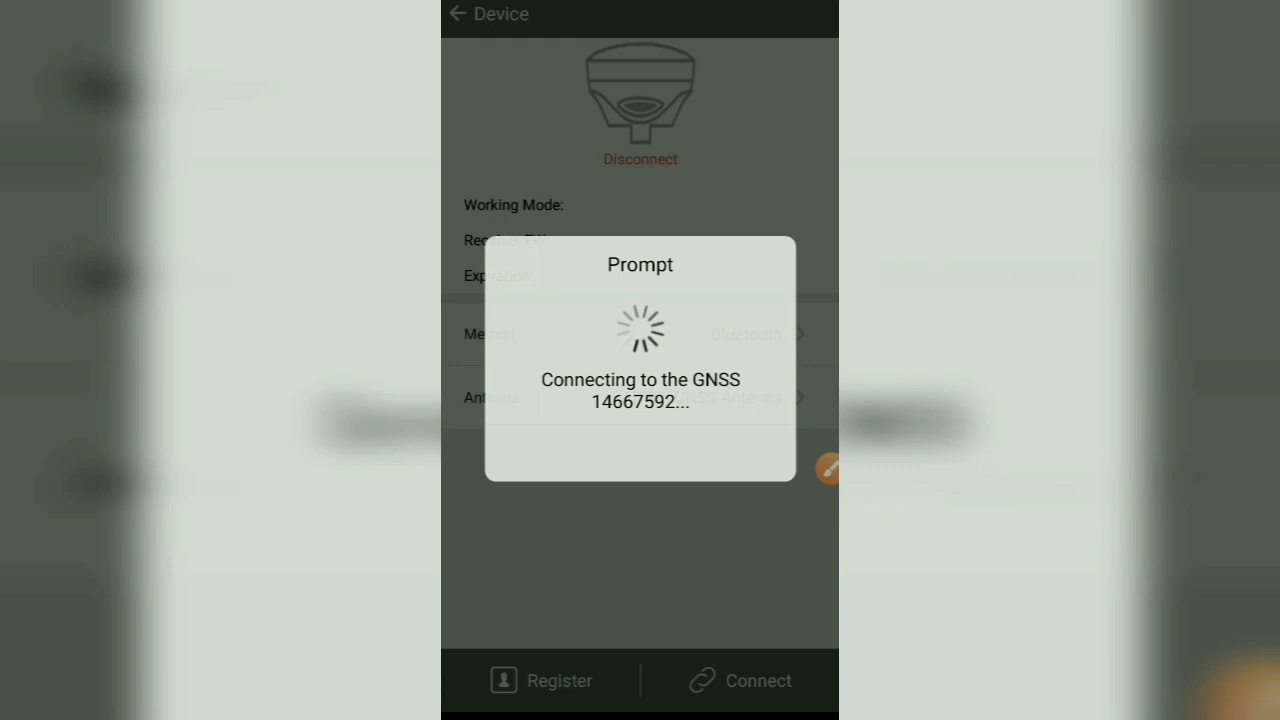 Device
Disconnect
Working Mode:
Receiver FW
Expiration
Prompt
Method Bluetooth
Connecting to the GNSS
14667592...
Antenna GNSS Antenna
Register Connect